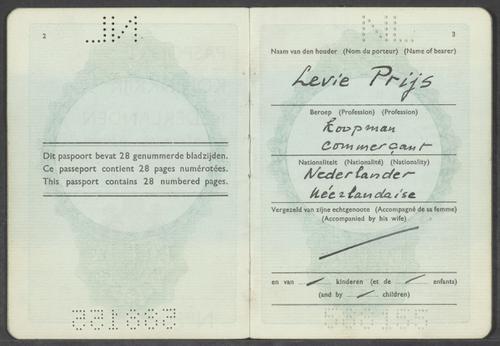 2
Dit paspoort bevat 28 genummerde bladzijden.
Ce passeport contient 28 pages numérotées.
This passport contains 28 numbered pages.
NL
3
Naam van den houder (Nom du porteur) (Name of bearer)
Levie Prijs
Beroep (Profession) (Profession)
Koopman
commerçant
Nationaliteit (Nationalité) (Nationality)
Nederlander
Néerlandaise
Vergezeld van zijne echtgenoote (Accompagné de sa femme)
(Accompanied by his wife)
en van kinderen (et de enfants)
(and by children)